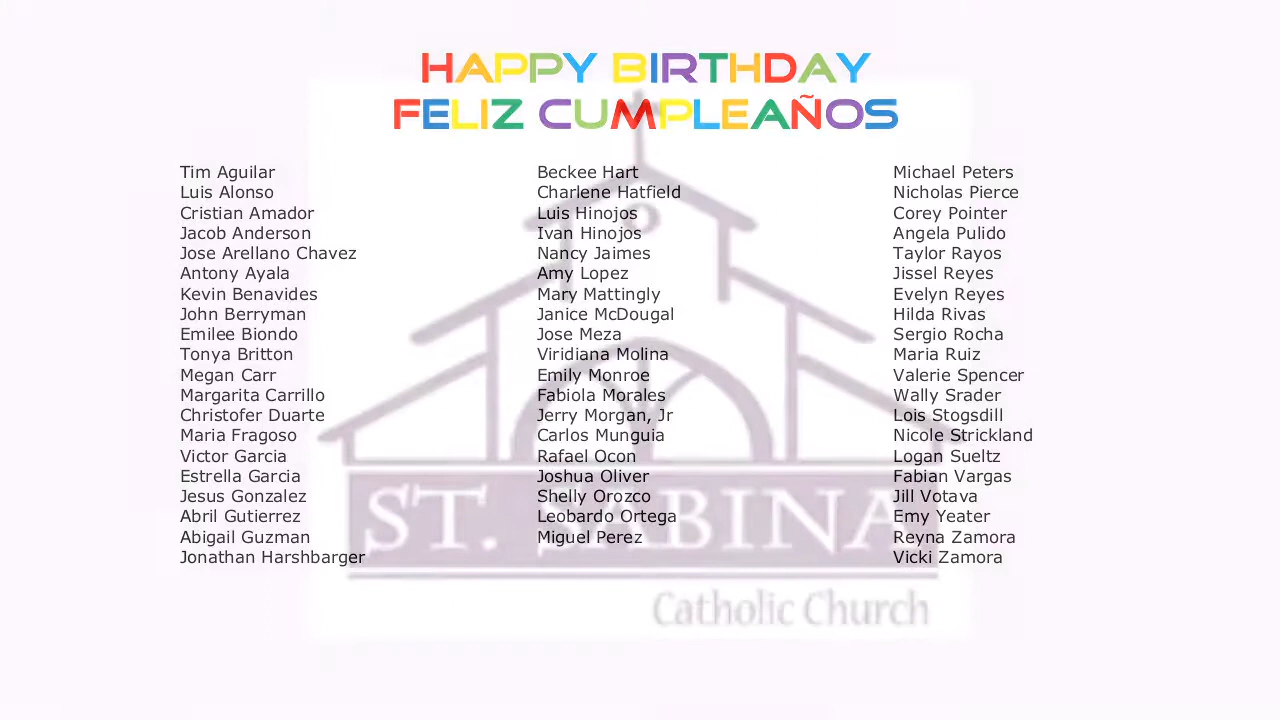 HAPPY BIRTHDAY
FELIZ CUMPLEAÑOS
Tim Aguilar
Luis Alonso
Cristian Amador
Jacob Anderson
Jose Arellano Chavez
Antony Ayala
Kevin Benavides
John Berryman
Emilee Biondo
Tonya Britton
Megan Carr
Margarita Carrillo
Christofer Duarte
Maria Fragoso
Victor Garcia
Estrella Garcia
Jesus Gonzalez
Abril Gutierrez
Abigail Guzman
Jonathan Harshbarger
Beckee Hart
Charlene Hatfield
Luis Hinojos
Ivan Hinojos
Nancy Jaimes
Amy Lopez
Mary Mattingly
Janice McDougal
Jose Meza
Viridiana Molina
Emily Monroe
Fabiola Morales
Jerry Morgan, Jr
Carlos Munguia
Rafael Ocon
Joshua Oliver
Shelly Orozco
Leobardo Ortega
Miguel Perez
Michael Peters
Nicholas Pierce
Corey Pointer
Angela Pulido
Taylor Rayos
Jissel Reyes
Evelyn Reyes
Hilda Rivas
Sergio Rocha
Maria Ruiz
Valerie Spencer
Wally Srader
Lois Stogsdill
Nicole Strickland
Logan Sueltz
Fabian Vargas
Jill Votava
Emy Yeater
Reyna Zamora
Vicki Zamora
ST. SABINA
Catholic Church